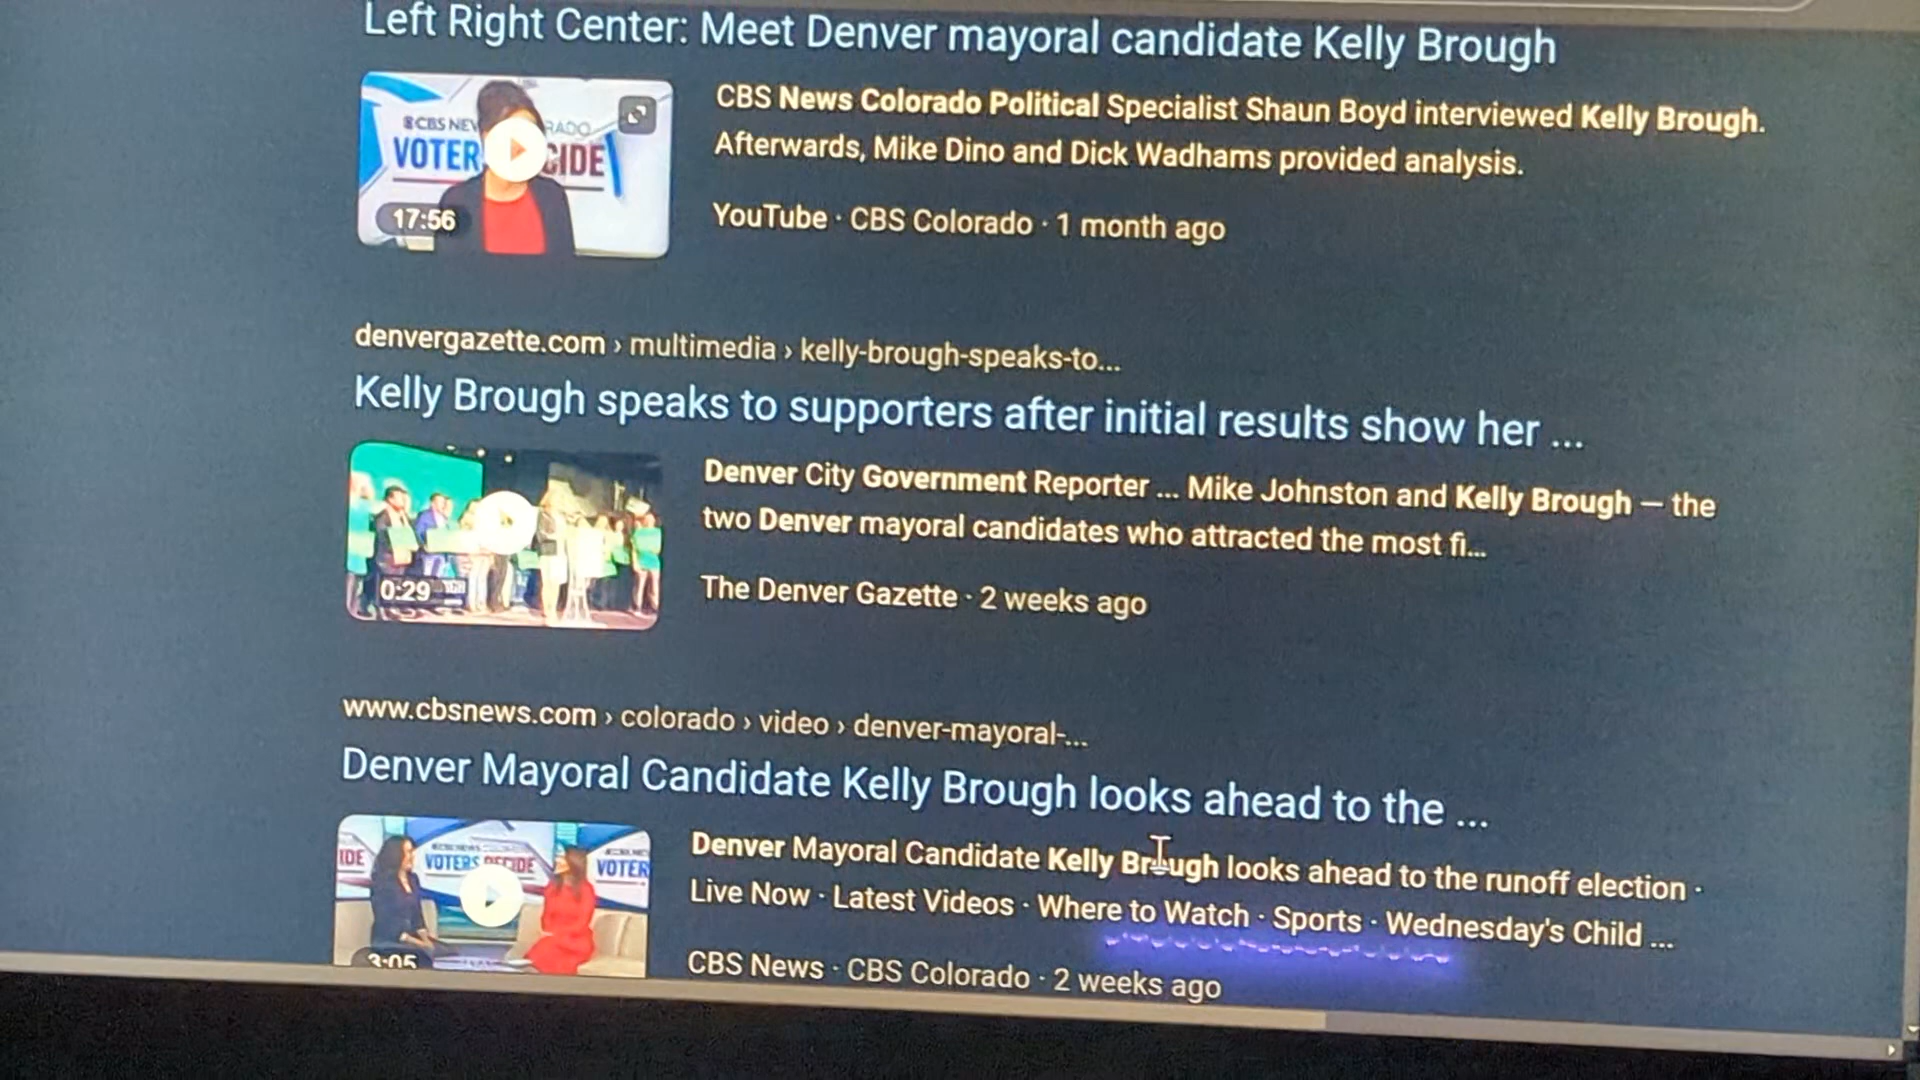 Left Right Center: Meet Denver mayoral candidate Kelly Brough
CBS News Colorado Political Specialist Shaun Boyd interviewed Kelly Brough.
Afterwards, Mike Dino and Dick Wadhams provided analysis.
17:56
YouTube · CBS Colorado · 1 month ago
denvergazette.com › multimedia › kelly-brough-speaks-to...
Kelly Brough speaks to supporters after initial results show her ...
Denver City Government Reporter ... Mike Johnston and Kelly Brough — the
two Denver mayoral candidates who attracted the most fi...
0:29
The Denver Gazette · 2 weeks ago
www.cbsnews.com › colorado › video › denver-mayoral-...
Denver Mayoral Candidate Kelly Brough looks ahead to the ...
VOTERS DECIDE
Denver Mayoral Candidate Kelly Brough looks ahead to the runoff election ·
Live Now · Latest Videos · Where to Watch · Sports · Wednesday's Child ...
3:05
CBS News · CBS Colorado · 2 weeks ago